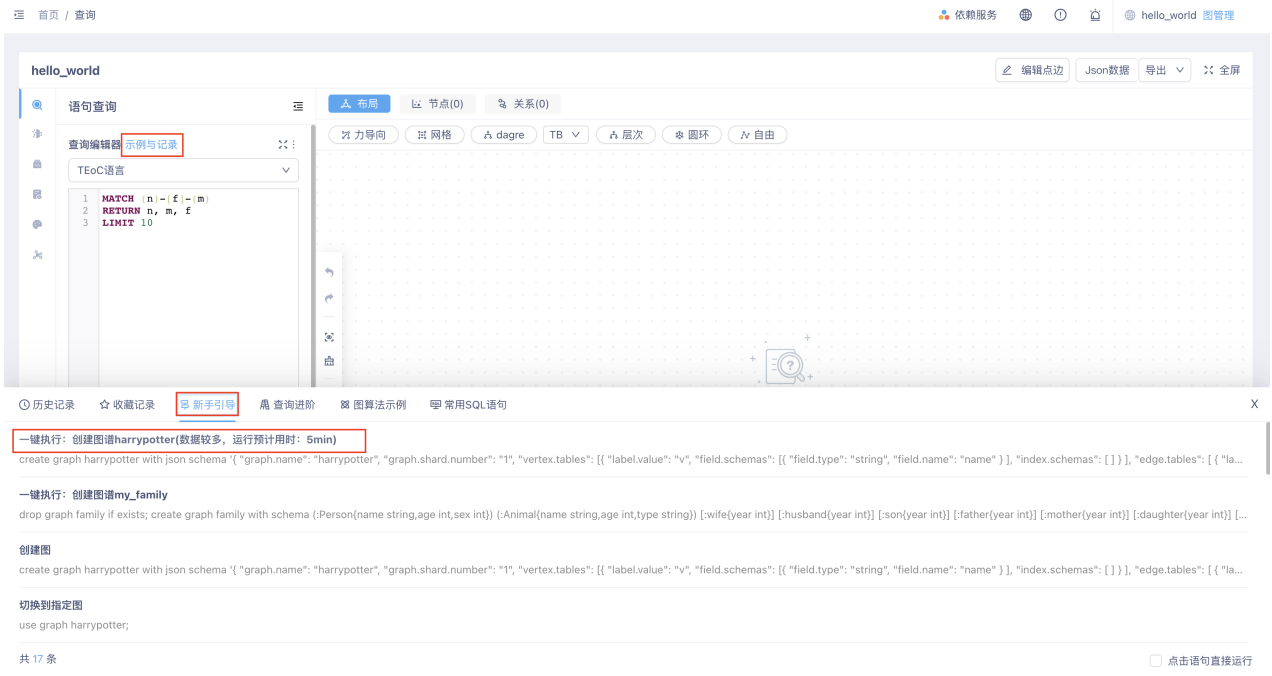 首页 / 查询
依赖服务
hello_world 图管理
hello_world
编辑点边
Json数据
导出
全屏
语句查询
布局
节点(0)
关系(0)
查询编辑器 示例与记录
力导向
网格
dagre
TB
层次
圆环
自由
TEoC语言
1 MATCH (n)-[f]-(m)
2 RETURN n, m, f
3 LIMIT 10
历史记录
收藏记录
新手引导
查询进阶
图算法示例
常用SQL语句
X
一键执行：创建图谱harrypotter(数据较多，运行预计用时：5min)
create graph harrypotter with json schema '{ "graph.name": "harrypotter", "graph.shard.number": "1", "vertex.tables": [{ "label.value": "v", "field.schemas": [{ "field.type": "string", "field.name": "name" } ], "index.schemas": [ ] } ], "edge.tables": [ { "la...
一键执行：创建图谱my_family
drop graph family if exists; create graph family with schema (:Person{name string,age int,sex int}) (:Animal{name string,age int,type string}) [:wife{year int}] [:husband{year int}] [:son{year int}] [:father{year int}] [:mother{year int}] [:daughter{year int}] [...
创建图
create graph harrypotter with json schema '{ "graph.name": "harrypotter", "graph.shard.number": "1", "vertex.tables": [{ "label.value": "v", "field.schemas": [{ "field.type": "string", "field.name": "name" } ], "index.schemas": [ ] } ], "edge.tables": [ { "la...
切换到指定图
use graph harrypotter;
共 17 条
点击语句直接运行